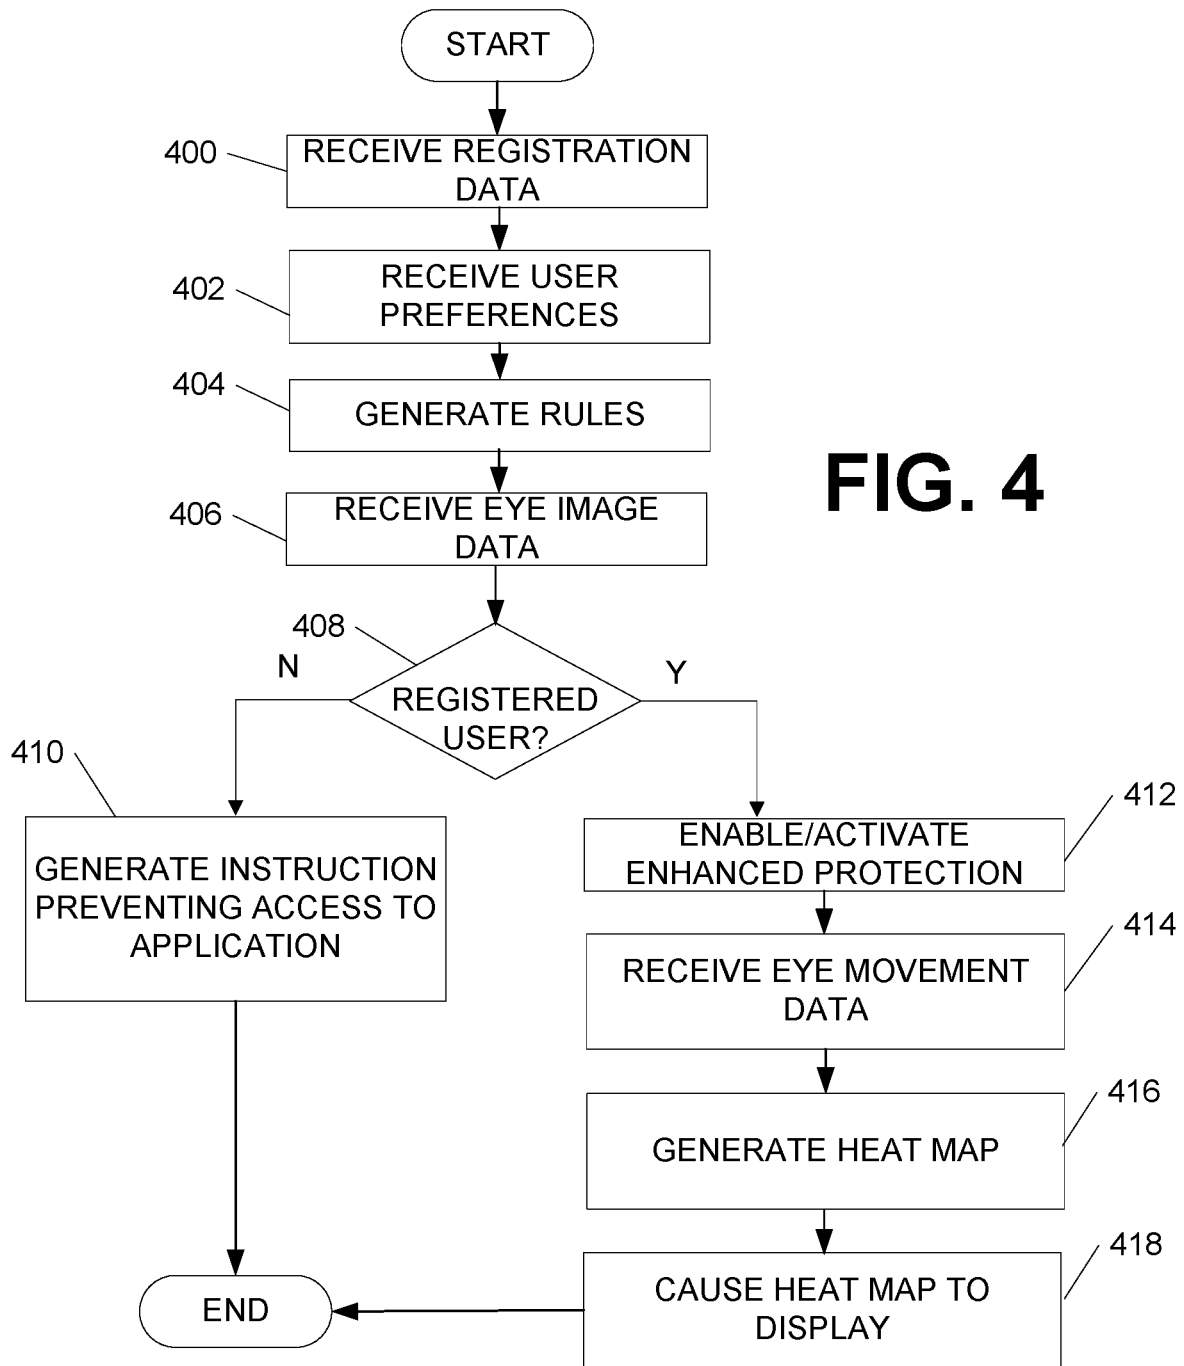 START
400
RECEIVE REGISTRATION
DATA
402
RECEIVE USER
PREFERENCES
404
GENERATE RULES
FIG. 4
406
RECEIVE EYE IMAGE
DATA
408
N
Y
REGISTERED
USER?
410
GENERATE INSTRUCTION
PREVENTING ACCESS TO
APPLICATION
412
ENABLE/ACTIVATE
ENHANCED PROTECTION
414
RECEIVE EYE MOVEMENT
DATA
416
GENERATE HEAT MAP
418
CAUSE HEAT MAP TO
DISPLAY
END